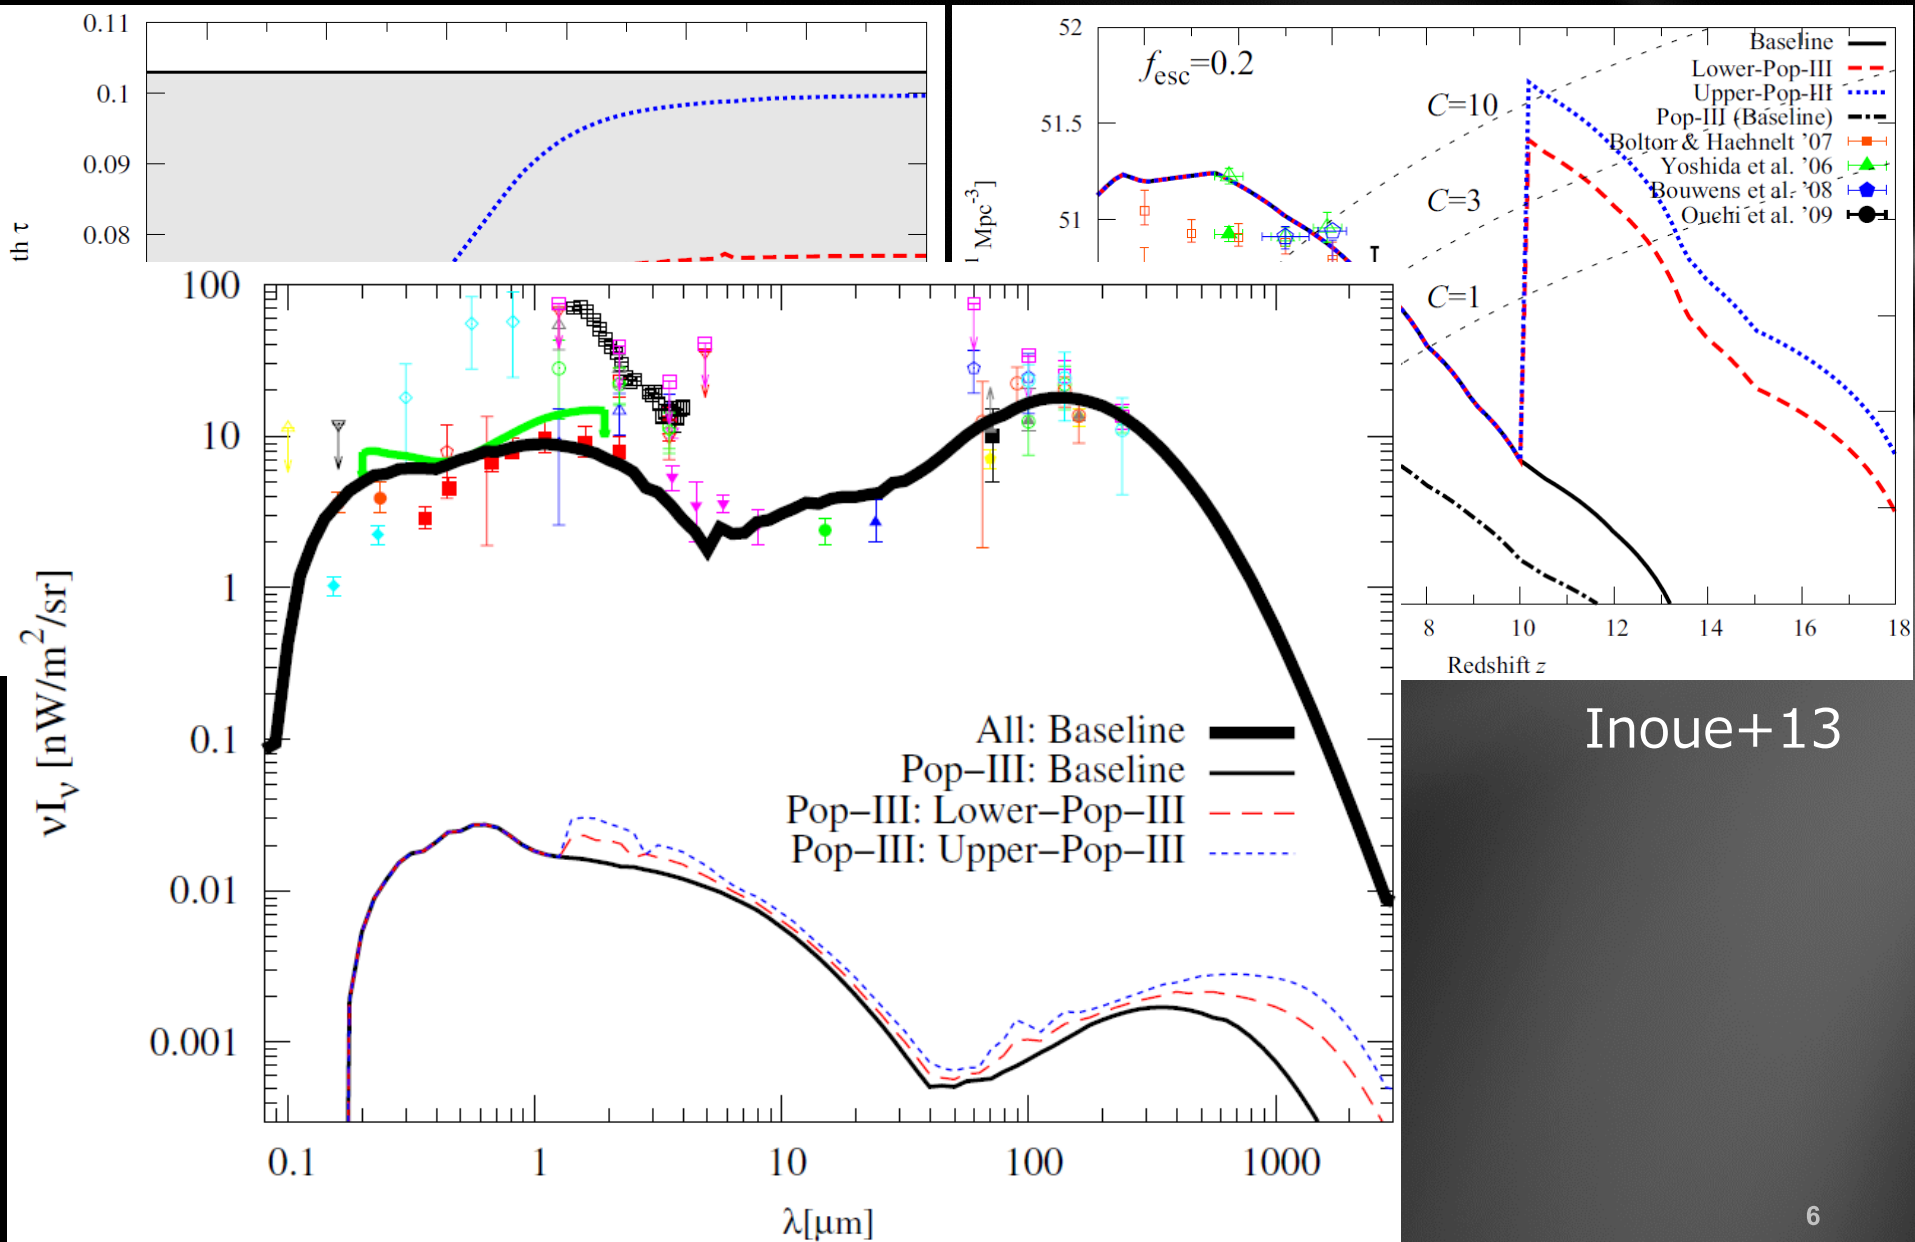 0.11
0.1
0.09
0.08
th τ
52
51.5
51
1 Mpc-3]
fesc=0.2
C=10
C=3
C=1
Baseline
Lower-Pop-III
Upper-Pop-III
Pop-III (Baseline)
Bolton & Haehnelt '07
Yoshida et al. '06
Bouwens et al. '08
Ouchi et al. '09
8 10 12 14 16 18
Redshift z
100
10
1
0.1
0.01
0.001
νIν [nW/m2/sr]
All: Baseline
Pop−III: Baseline
Pop−III: Lower−Pop−III
Pop−III: Upper−Pop−III
0.1 1 10 100 1000
λ[μm]
Inoue+13
6